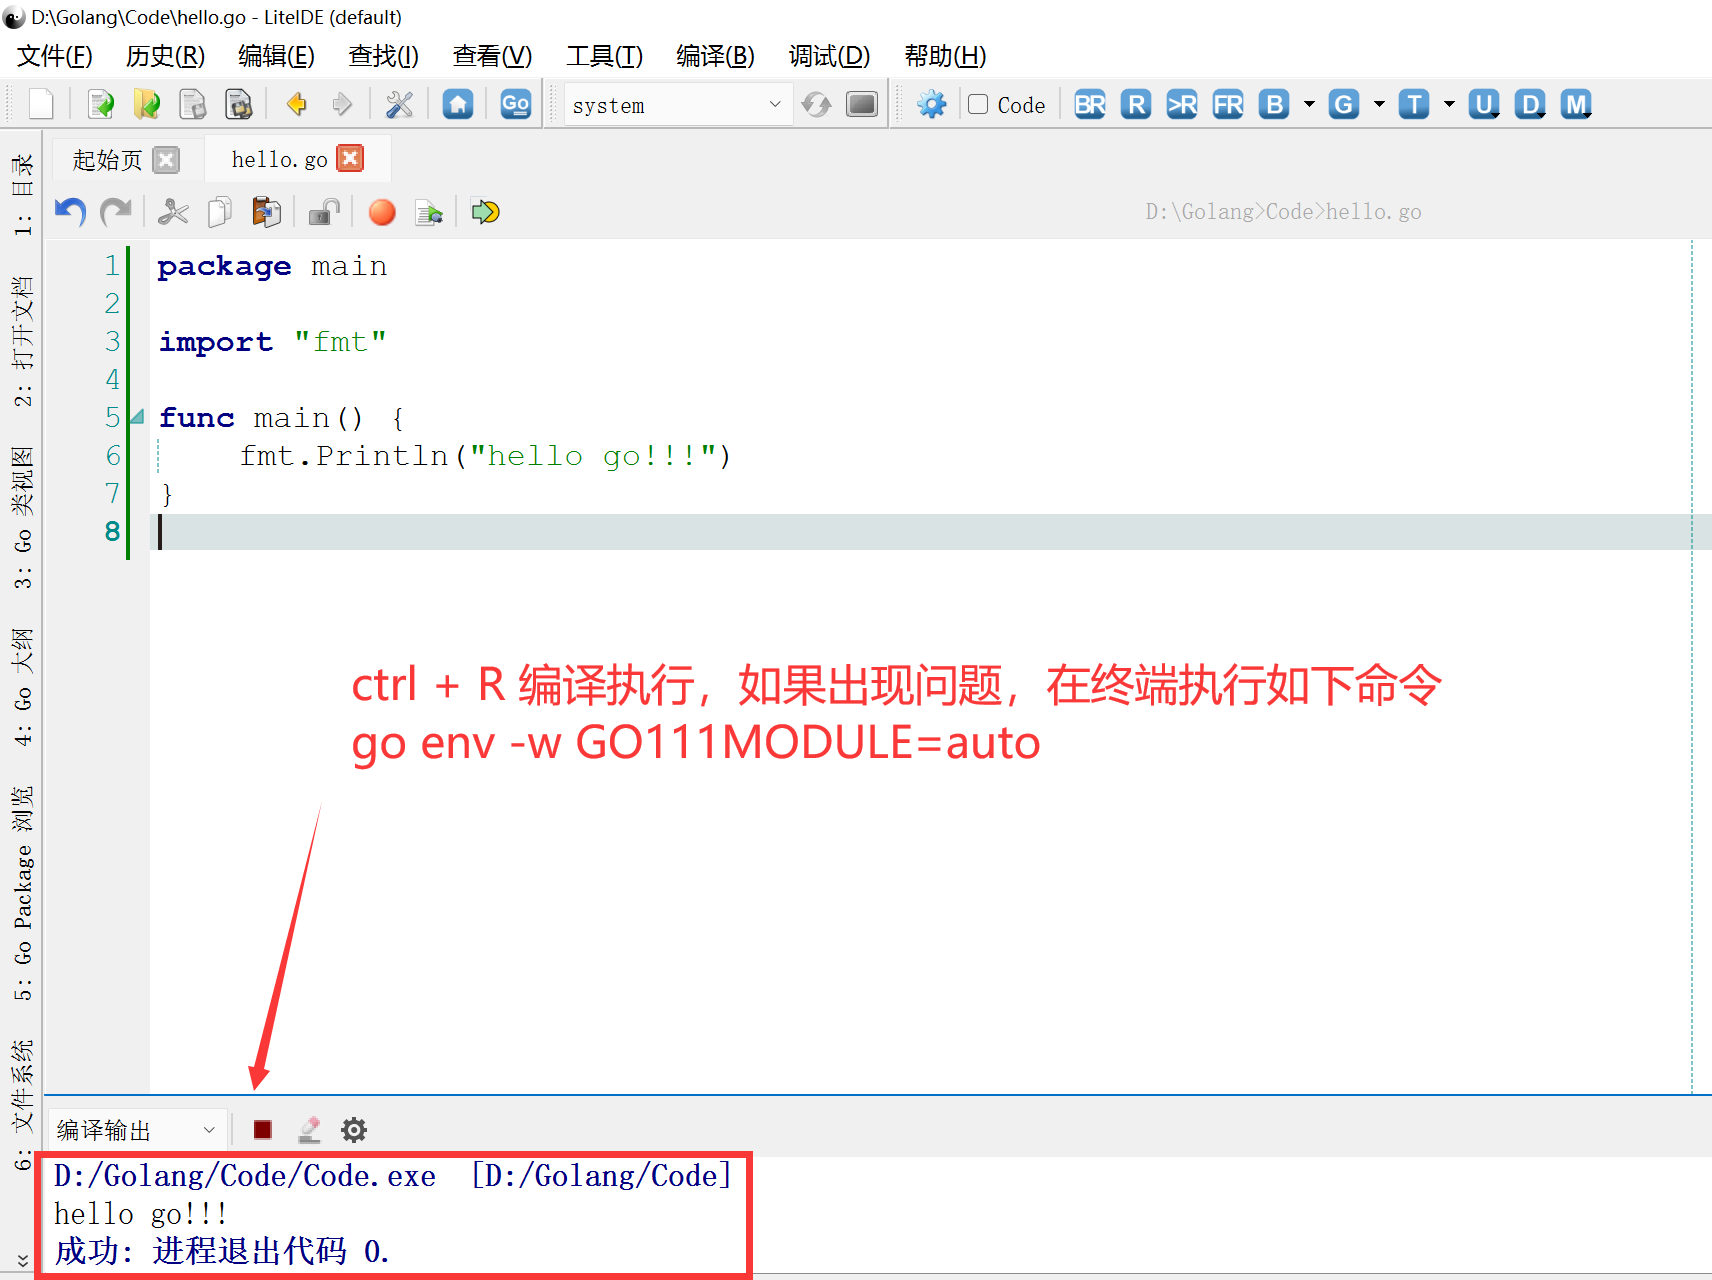 D:\Golang\Code\hello.go - LiteIDE (default)
文件(F) 历史(R) 编辑(E) 查找(I) 查看(V) 工具(T) 编译(B) 调试(D) 帮助(H)
Go system Code BR R >R FR B G T U D M
起始页 hello.go
D:\Golang>Code>hello.go
1: 目录
2: 打开文档
3: Go 类视图
4: Go 大纲
5: Go Package 浏览
6: 文件系统
1 package main
2
3 import "fmt"
4
5 func main() {
6 fmt.Println("hello go!!!")
7 }
8
ctrl + R 编译执行，如果出现问题，在终端执行如下命令
go env -w GO111MODULE=auto
编译输出
D:/Golang/Code/Code.exe [D:/Golang/Code]
hello go!!!
成功: 进程退出代码 0.